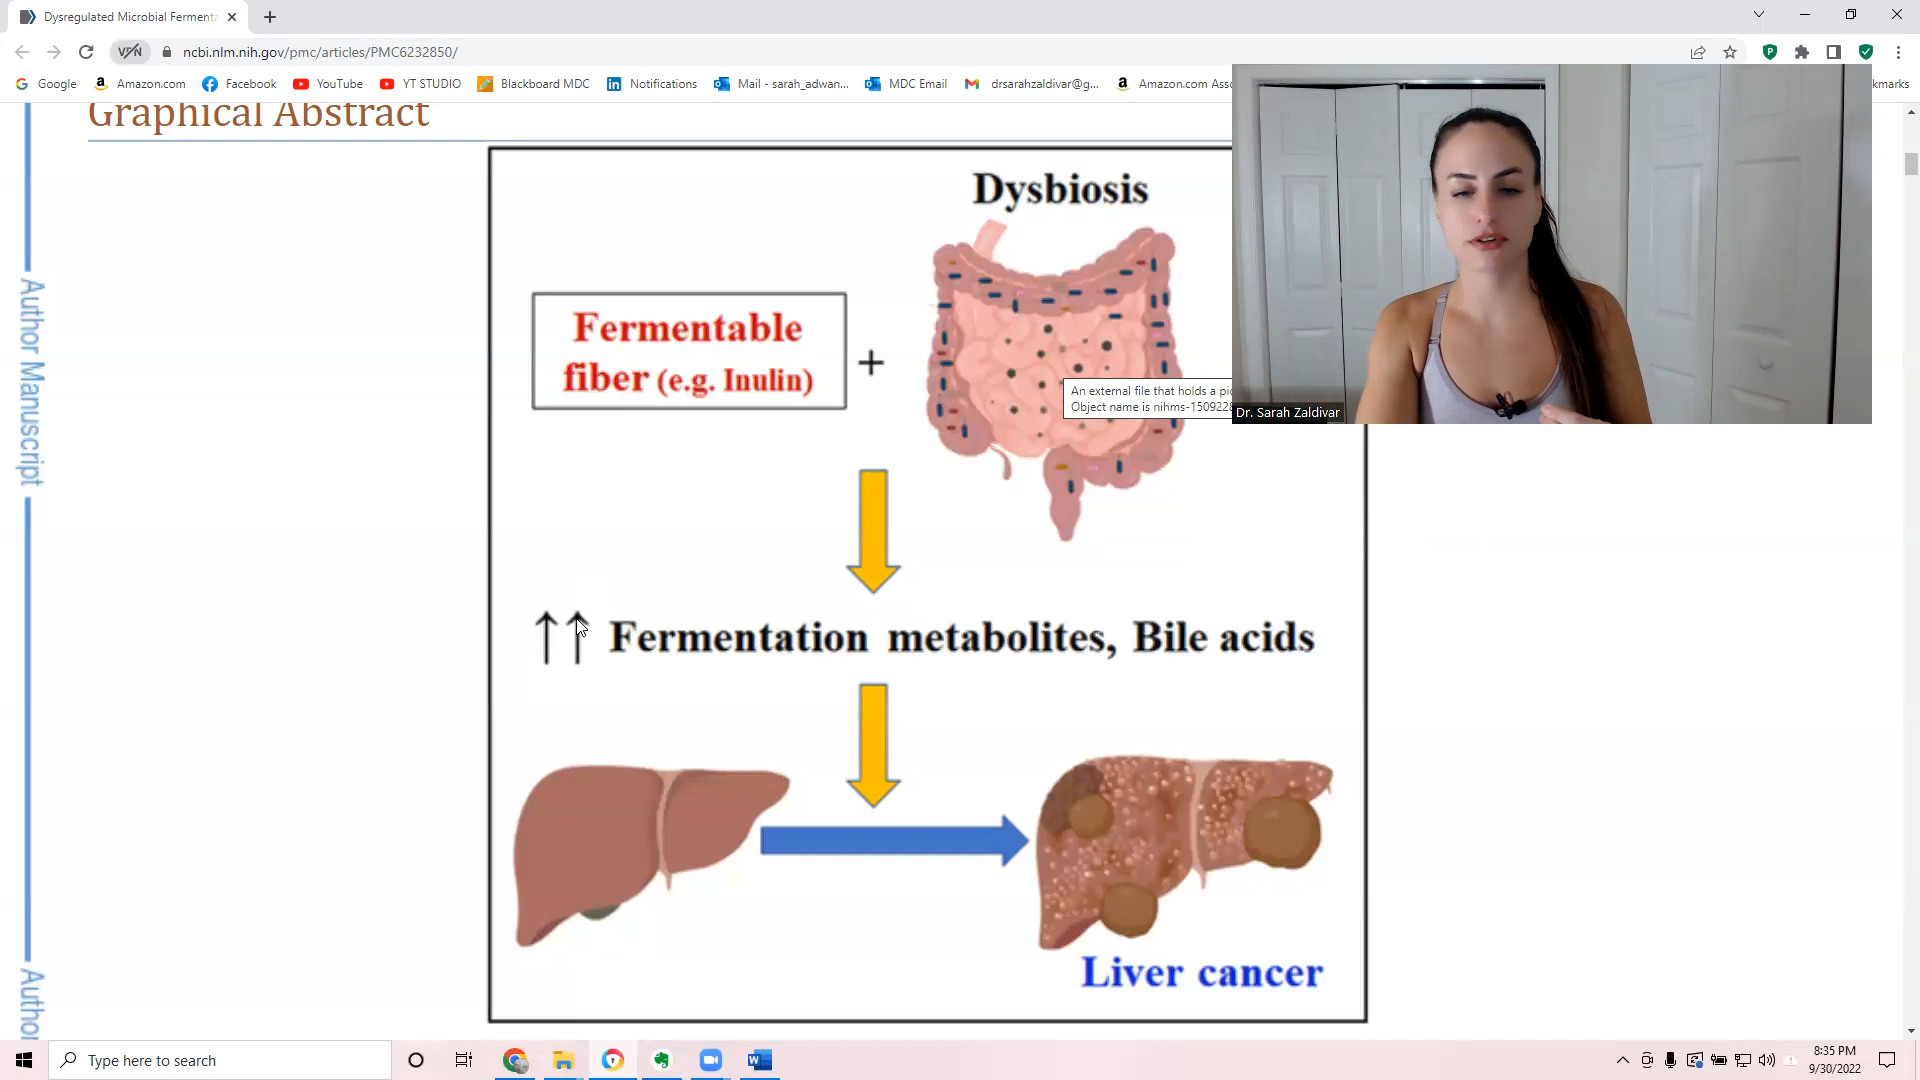 Dysregulated Microbial Ferment
ncbi.nlm.nih.gov/pmc/articles/PMC6232850/
Google
Amazon.com
Facebook
YouTube
YT STUDIO
Blackboard MDC
Notifications
Mail - sarah_adwan...
MDC Email
drsarahzaldivar@g...
Amazon.com Asso
kmarks
Graphical Abstract
Author Manuscript
Author
Dysbiosis
Fermentable
fiber (e.g. Inulin)
+
An external file that holds a pi
Object name is nihms-1509228
Dr. Sarah Zaldivar
↑↑ Fermentation metabolites, Bile acids
Liver cancer
Type here to search
8:35 PM
9/30/2022